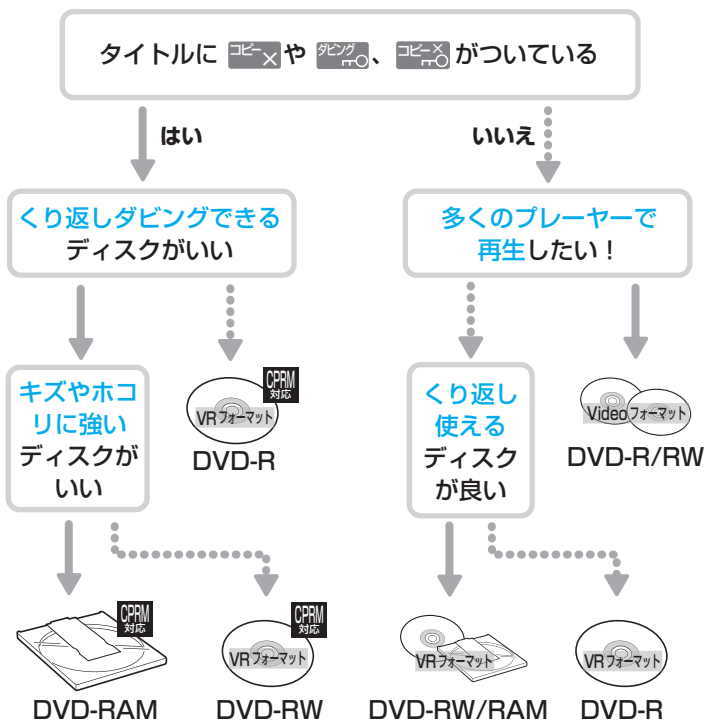 タイトルに コピー× や ダビング、コピー× がついている
はい
いいえ
くり返しダビングできる
ディスクがいい
多くのプレーヤーで
再生したい！
キズやホコ
リに強い
ディスクが
いい
CPRM
対応
VRフォーマット
DVD-R
くり返し
使える
ディスク
が良い
Videoフォーマット
DVD-R/RW
CPRM
対応
DVD-RAM
CPRM
対応
VRフォーマット
DVD-RW
VRフォーマット
DVD-RW/RAM
VRフォーマット
DVD-R